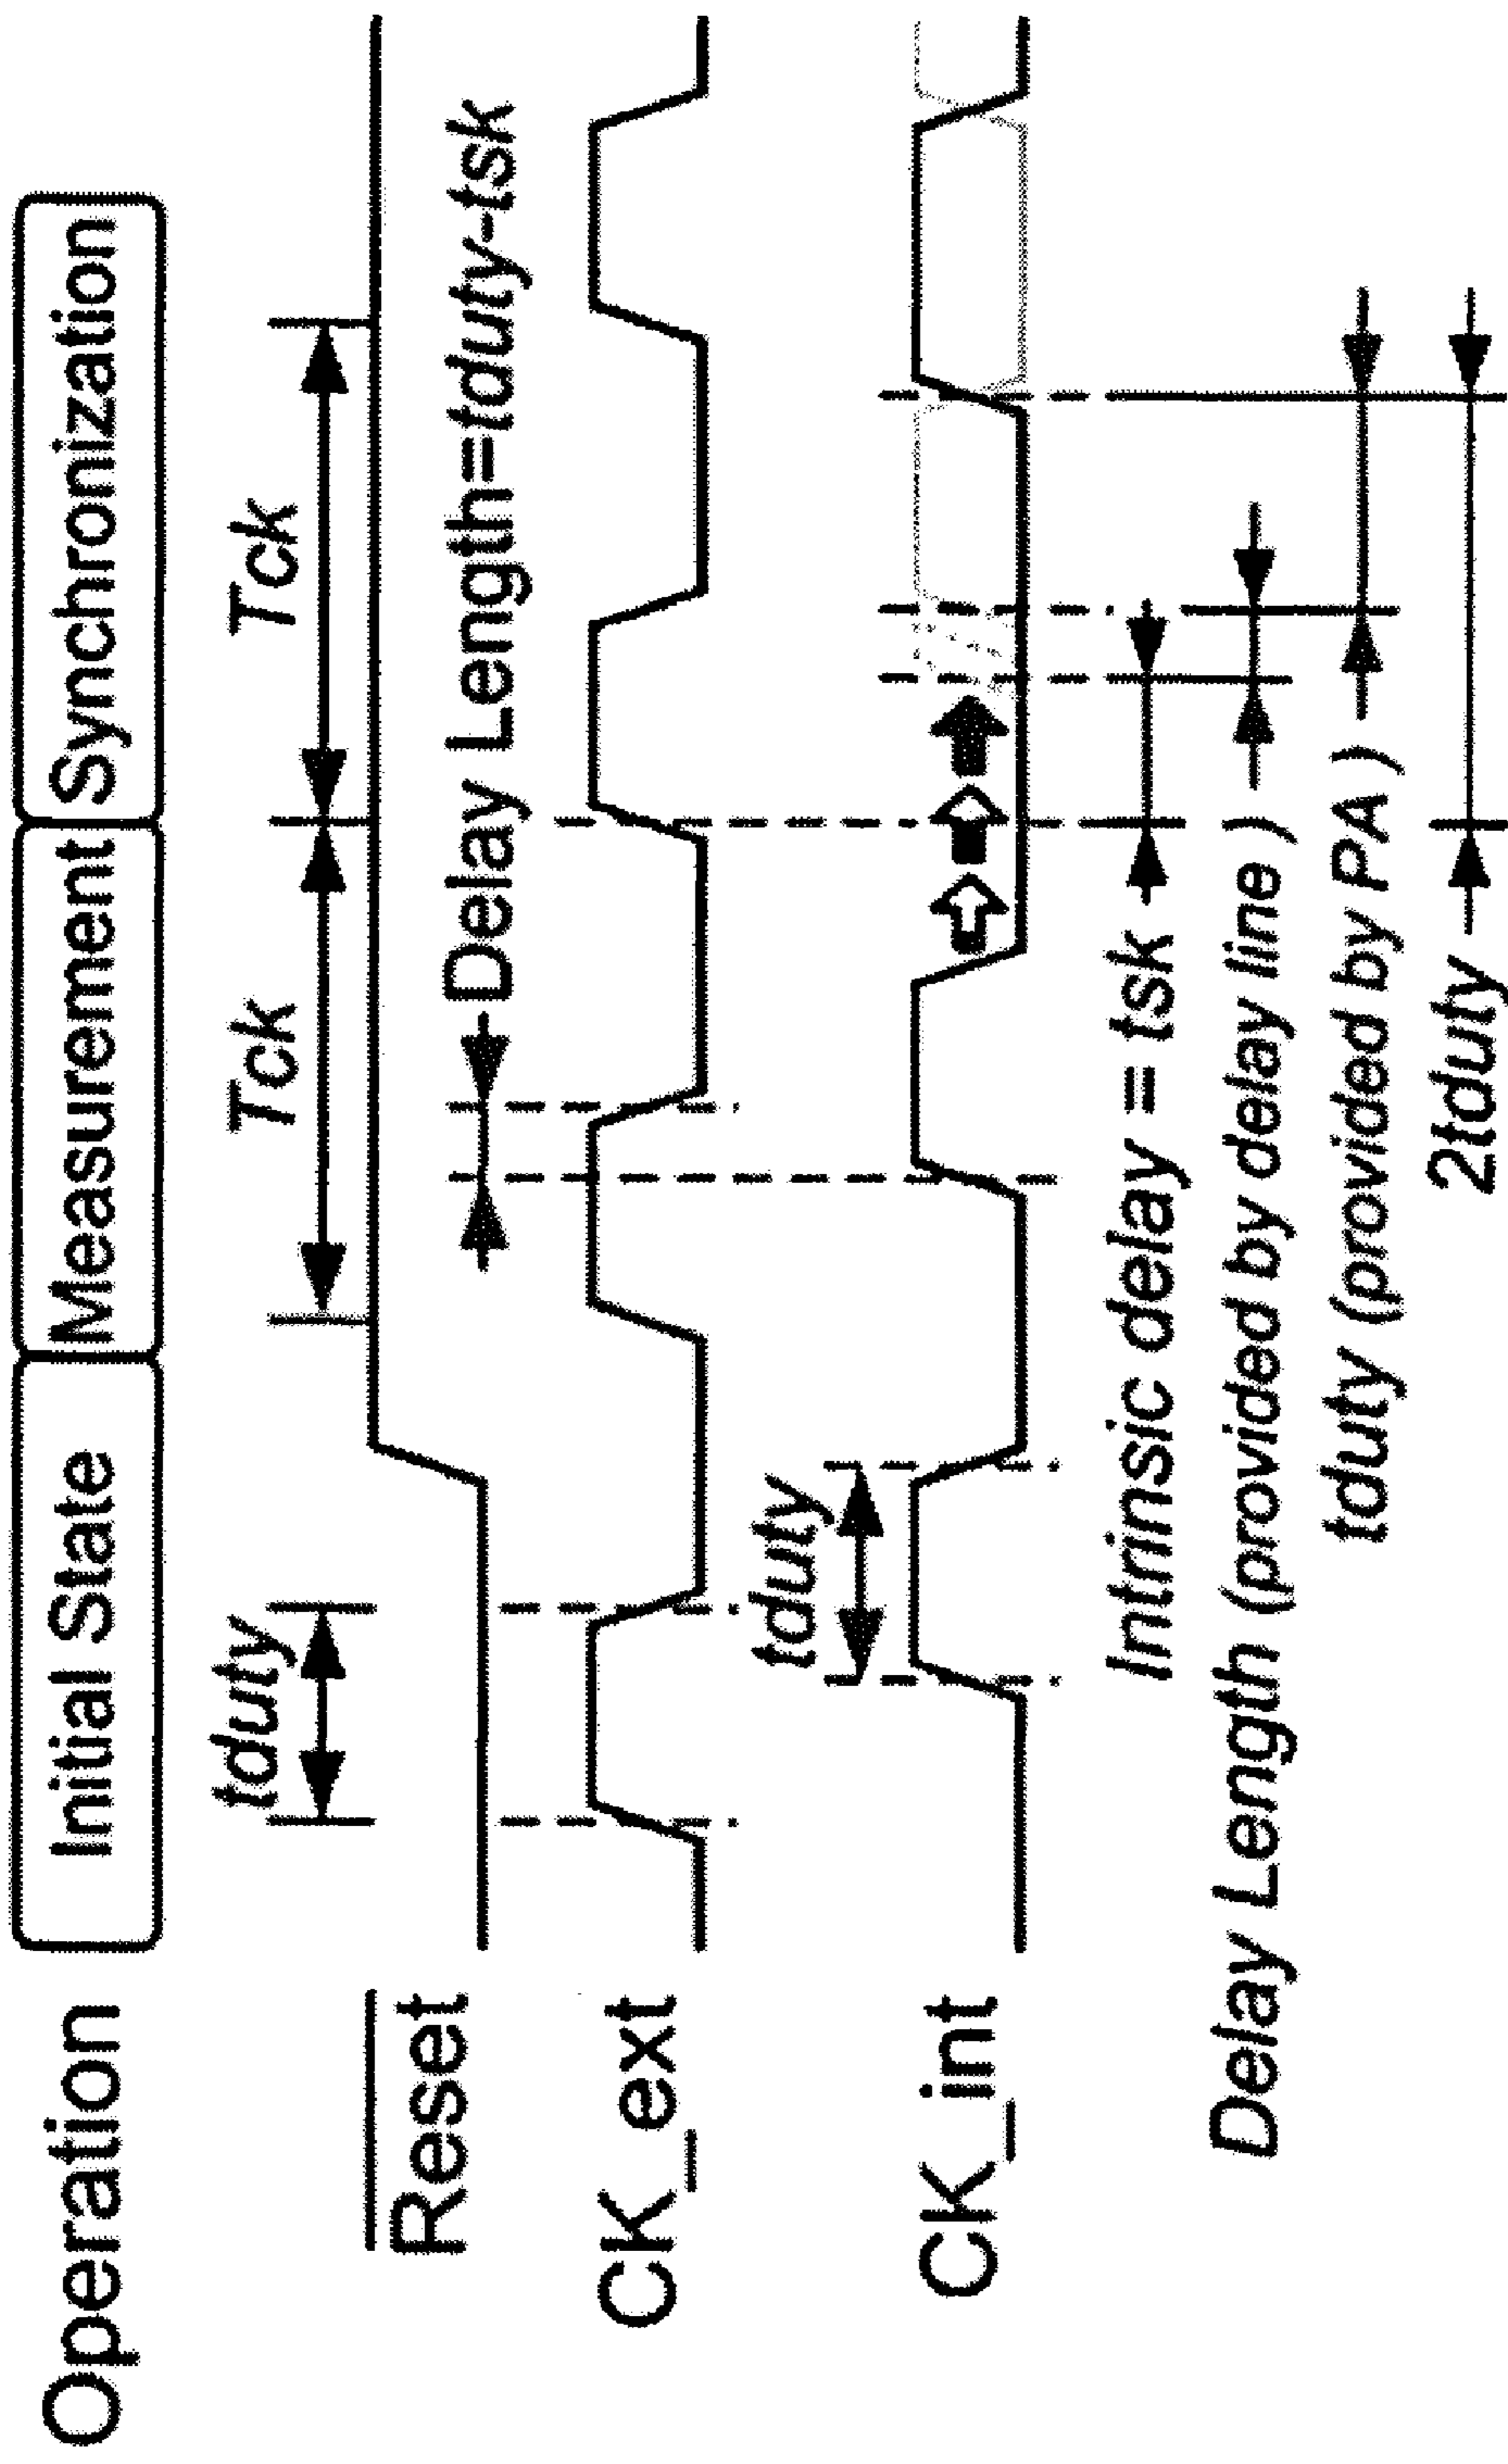 Operation Initial State Measurement Synchronization
tduty Tck Tck
Reset
Delay Length=tduty-tsk
CK_ext
tduty
CK_int
Intrinsic delay = tsk
Delay Length (provided by delay line)
tduty (provided by PA)
2tduty